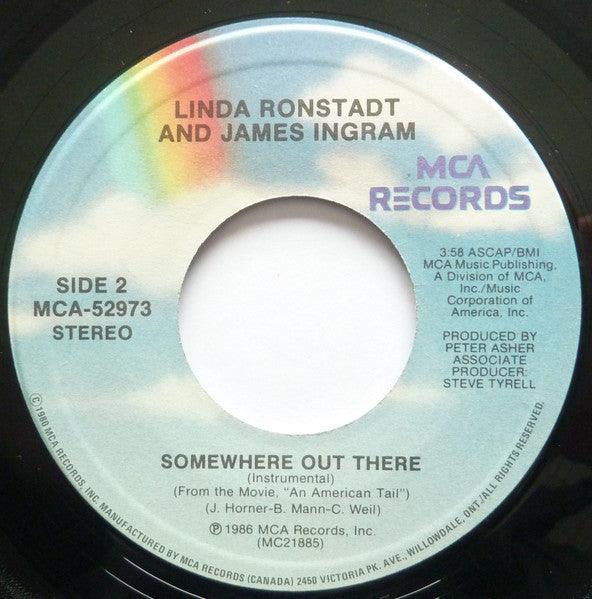 LINDA RONSTADT
AND JAMES INGRAM
MCA
RECORDS
SIDE 2
MCA-52973
STEREO
3:58 ASCAP/BMI
MCA Music Publishing,
A Division of MCA,
Inc./Music
Corporation of
America, Inc.
PRODUCED BY
PETER ASHER
ASSOCIATE
PRODUCER:
STEVE TYRELL
SOMEWHERE OUT THERE
(Instrumental)
(From the Movie, "An American Tail")
(J. Horner-B. Mann-C. Weil)
℗ 1986 MCA Records, Inc.
(MC21885)
©1980 MCA RECORDS, INC. MANUFACTURED BY MCA RECORDS (CANADA) 2450 VICTORIA PK. AVE., WILLOWDALE, ONT./ALL RIGHTS RESERVED.